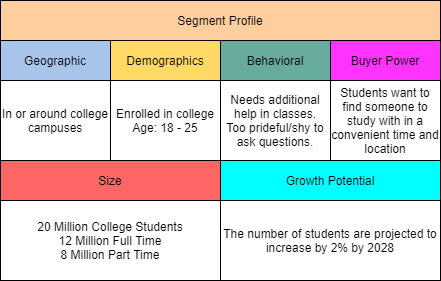 Segment Profile
Geographic
Demographics
Behavioral
Buyer Power
In or around college
campuses
Enrolled in college
Age: 18 - 25
Needs additional
help in classes.
Too prideful/shy to
ask questions.
Students want to
find someone to
study with in a
convenient time and
location
Size
Growth Potential
20 Million College Students
12 Million Full Time
8 Million Part Time
The number of students are projected to
increase by 2% by 2028